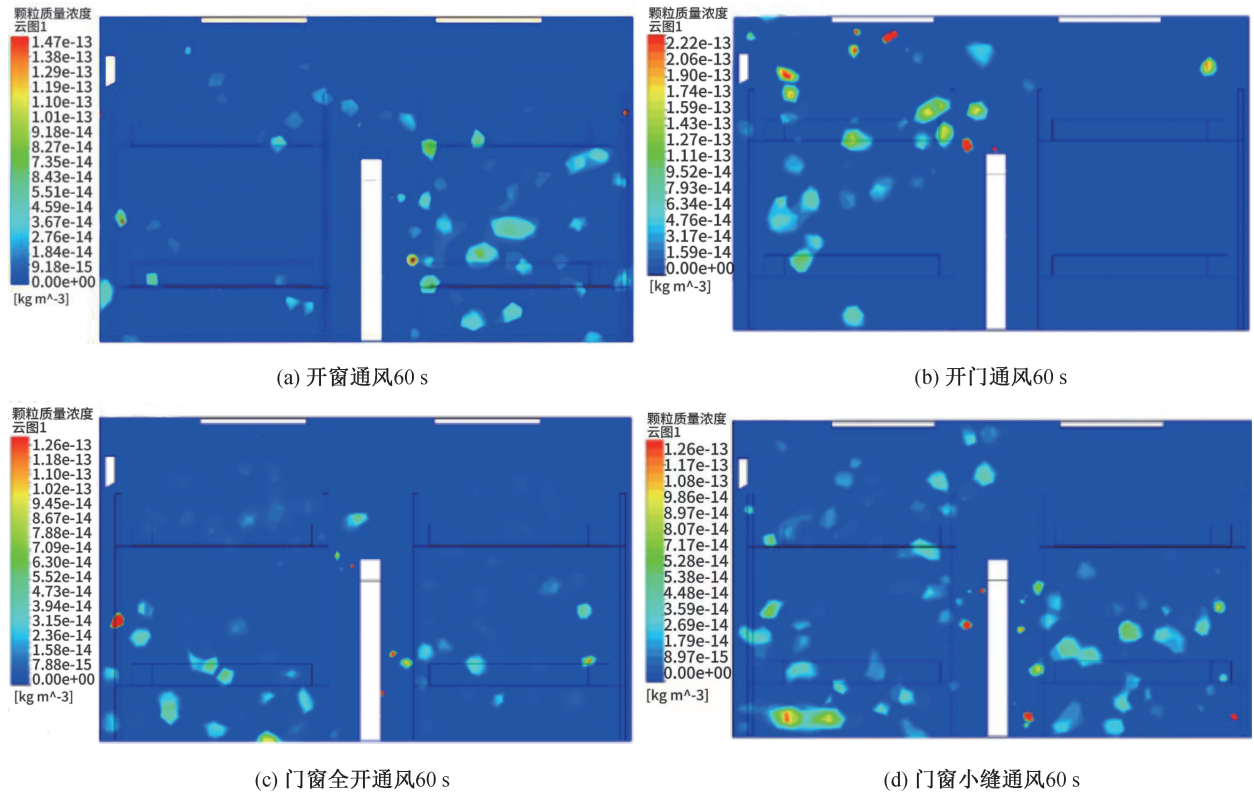 颗粒质量浓度
云图1
1.47e-13
1.38e-13
1.29e-13
1.19e-13
1.10e-13
1.01e-13
9.18e-14
8.27e-14
7.35e-14
6.43e-14
5.51e-14
4.59e-14
3.67e-14
2.76e-14
1.84e-14
9.18e-15
0.00e+00
[kg m^-3]
(a) 开窗通风60 s
颗粒质量浓度
云图1
2.22e-13
2.06e-13
1.90e-13
1.74e-13
1.59e-13
1.43e-13
1.27e-13
1.11e-13
9.52e-14
7.93e-14
6.34e-14
4.76e-14
3.17e-14
1.59e-14
0.00e+00
[kg m^-3]
(b) 开门通风60 s
颗粒质量浓度
云图1
1.26e-13
1.18e-13
1.10e-13
1.02e-13
9.45e-14
8.67e-14
7.88e-14
7.09e-14
6.30e-14
5.52e-14
4.73e-14
3.94e-14
3.15e-14
2.36e-14
1.58e-14
7.88e-15
0.00e+00
[kg m^-3]
(c) 门窗全开通风60 s
颗粒质量浓度
云图1
1.26e-13
1.17e-13
1.08e-13
9.86e-14
8.97e-14
8.07e-14
7.17e-14
6.28e-14
5.38e-14
4.48e-14
3.59e-14
2.69e-14
1.79e-14
8.97e-15
0.00e+00
[kg m^-3]
(d) 门窗小缝通风60 s